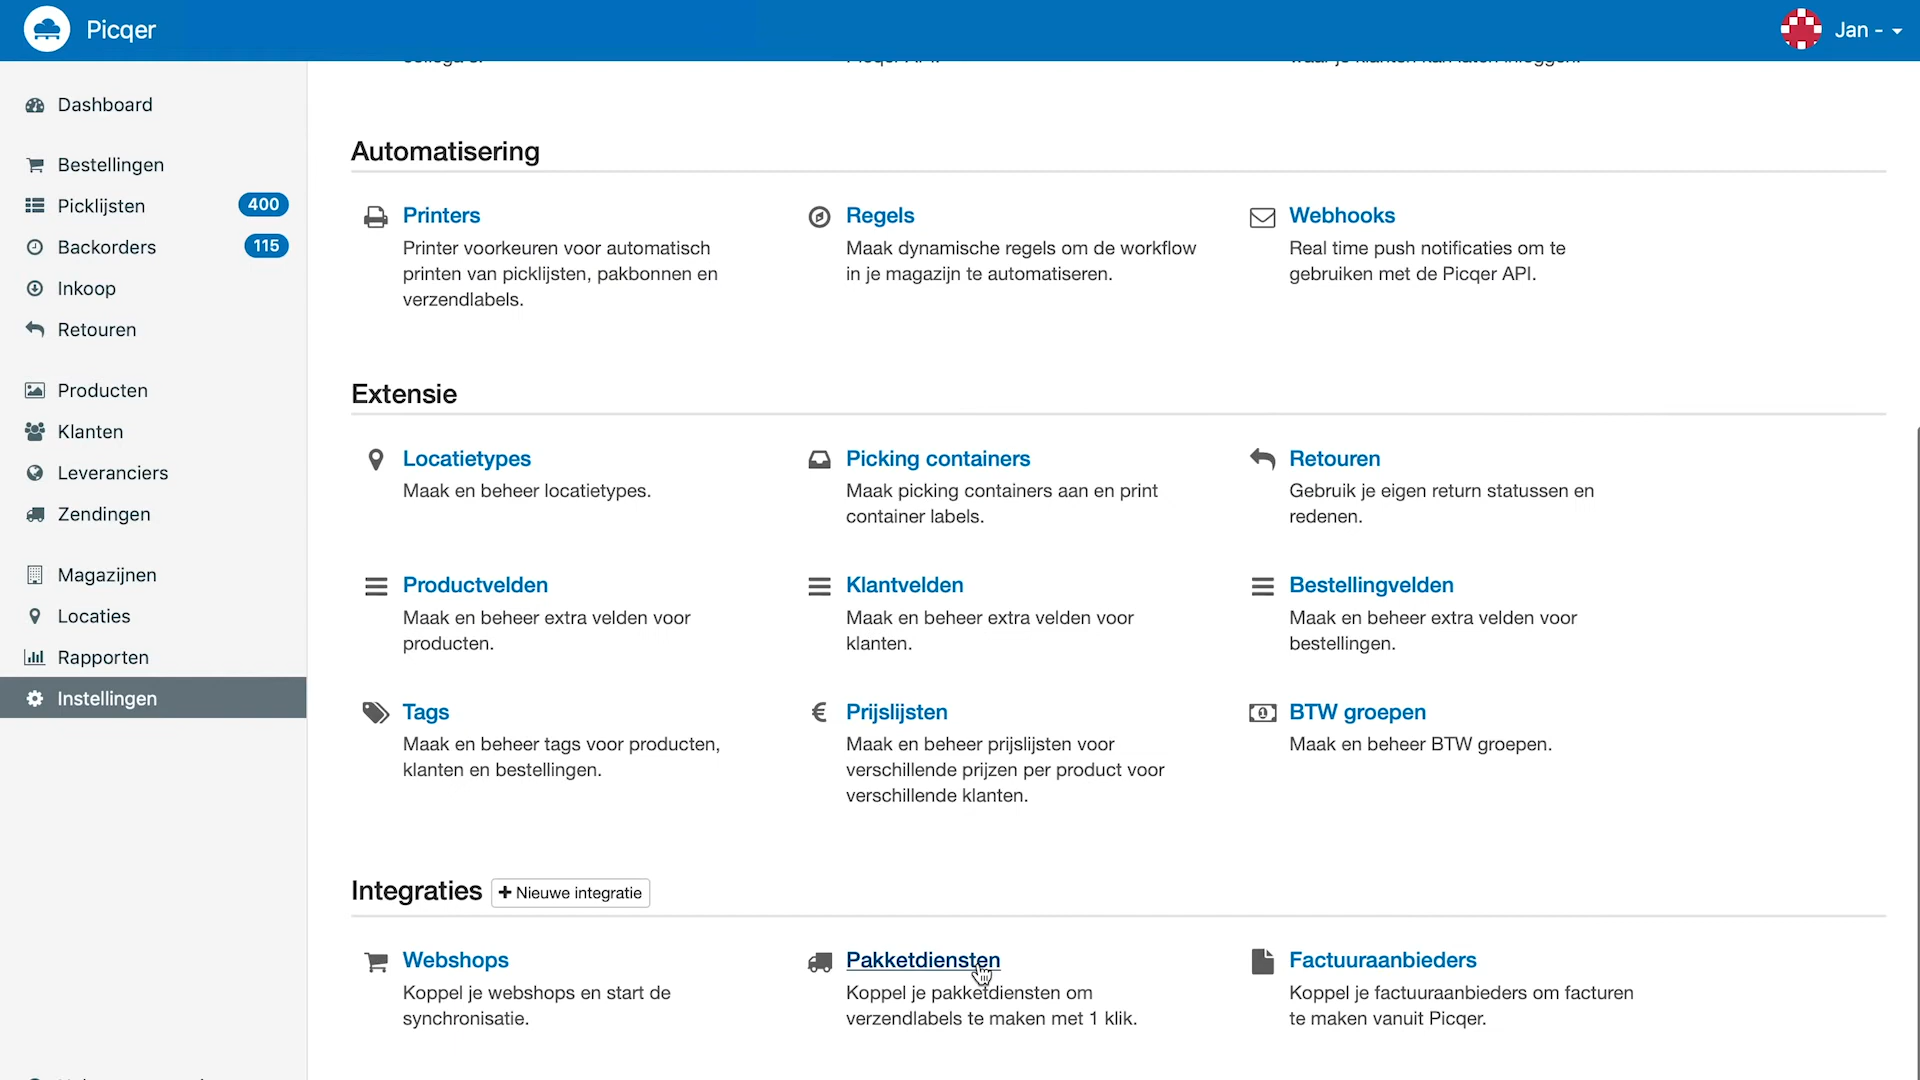 Picqer
Jan -
Dashboard
Bestellingen
Picklijsten 400
Backorders 115
Inkoop
Retouren
Producten
Klanten
Leveranciers
Zendingen
Magazijnen
Locaties
Rapporten
Instellingen
Automatisering
Printers
Printer voorkeuren voor automatisch
printen van picklijsten, pakbonnen en
verzendlabels.
Regels
Maak dynamische regels om de workflow
in je magazijn te automatiseren.
Webhooks
Real time push notificaties om te
gebruiken met de Picqer API.
Extensie
Locatietypes
Maak en beheer locatietypes.
Picking containers
Maak picking containers aan en print
container labels.
Retouren
Gebruik je eigen return statussen en
redenen.
Productvelden
Maak en beheer extra velden voor
producten.
Klantvelden
Maak en beheer extra velden voor
klanten.
Bestellingvelden
Maak en beheer extra velden voor
bestellingen.
Tags
Maak en beheer tags voor producten,
klanten en bestellingen.
Prijslijsten
Maak en beheer prijslijsten voor
verschillende prijzen per product voor
verschillende klanten.
BTW groepen
Maak en beheer BTW groepen.
Integraties + Nieuwe integratie
Webshops
Koppel je webshops en start de
synchronisatie.
Pakketdiensten
Koppel je pakketdiensten om
verzendlabels te maken met 1 klik.
Factuuraanbieders
Koppel je factuuraanbieders om facturen
te maken vanuit Picqer.